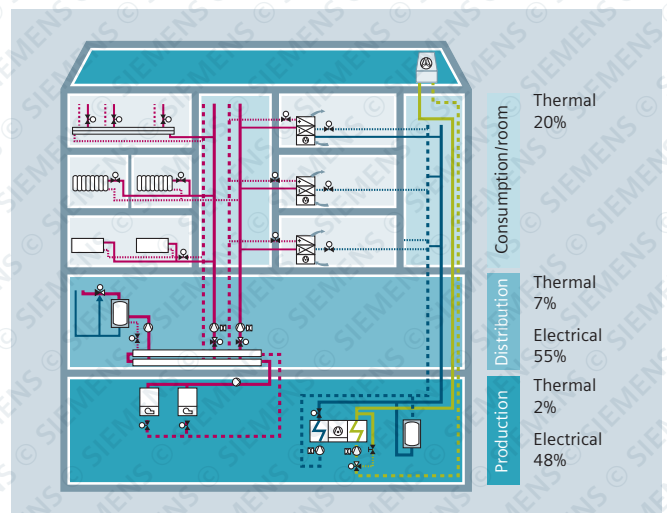 SIEMENS ©
Consumption/room
Thermal
20%
Distribution
Thermal
7%
Electrical
55%
Production
Thermal
2%
Electrical
48%